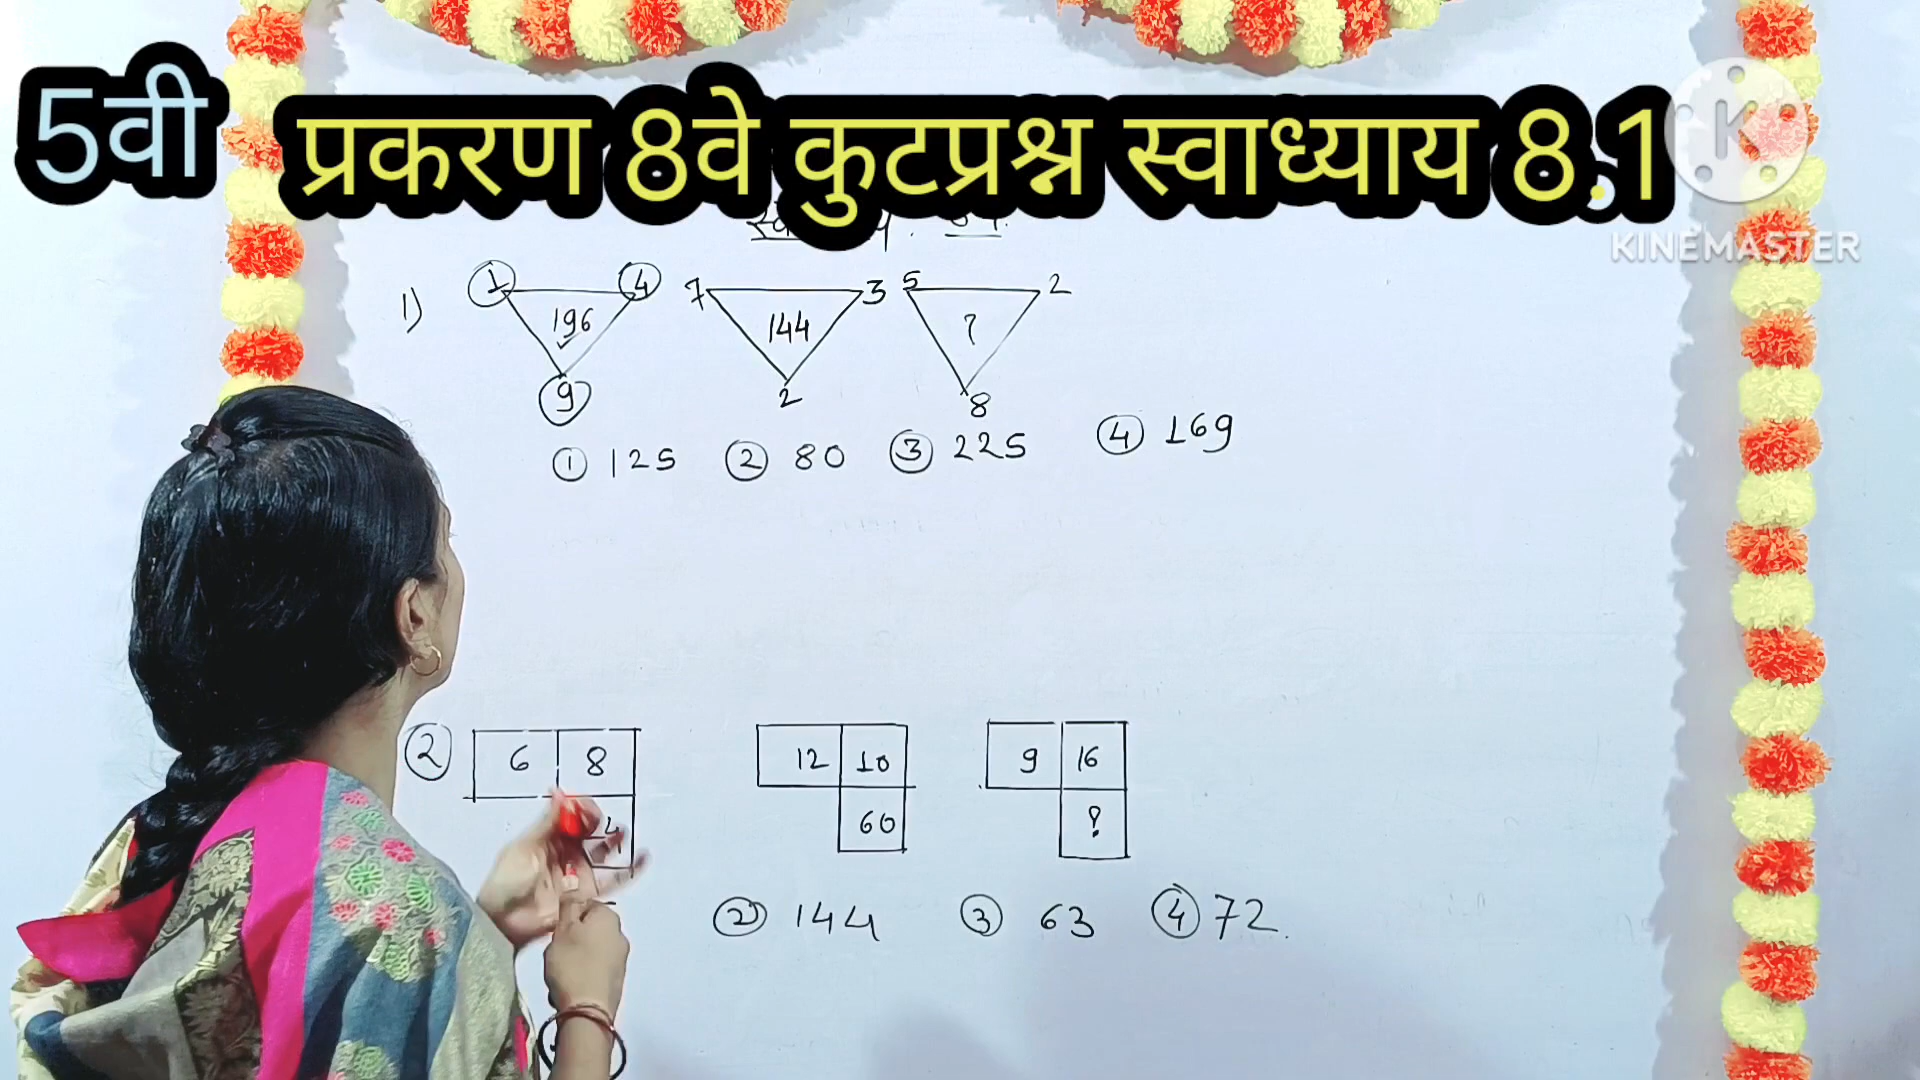 5वी प्रकरण 8वे कुटप्रश्न स्वाध्याय 8.1
K
KINEMASTER
1) 1 4 7 3 5 2
196 144 ?
9 2 8
① 125 ② 80 ③ 225 ④ 169
② 6 8 12 10 9 16
4 60 ?
② 144 ③ 63 ④ 72.